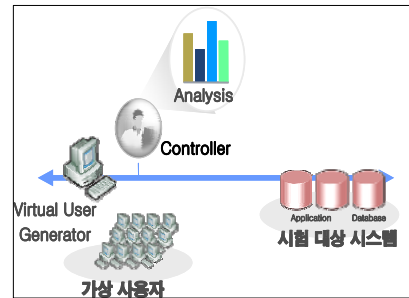 Analysis
Controller
Virtual User
Generator
Application Database
시험 대상 시스템
가상 사용자